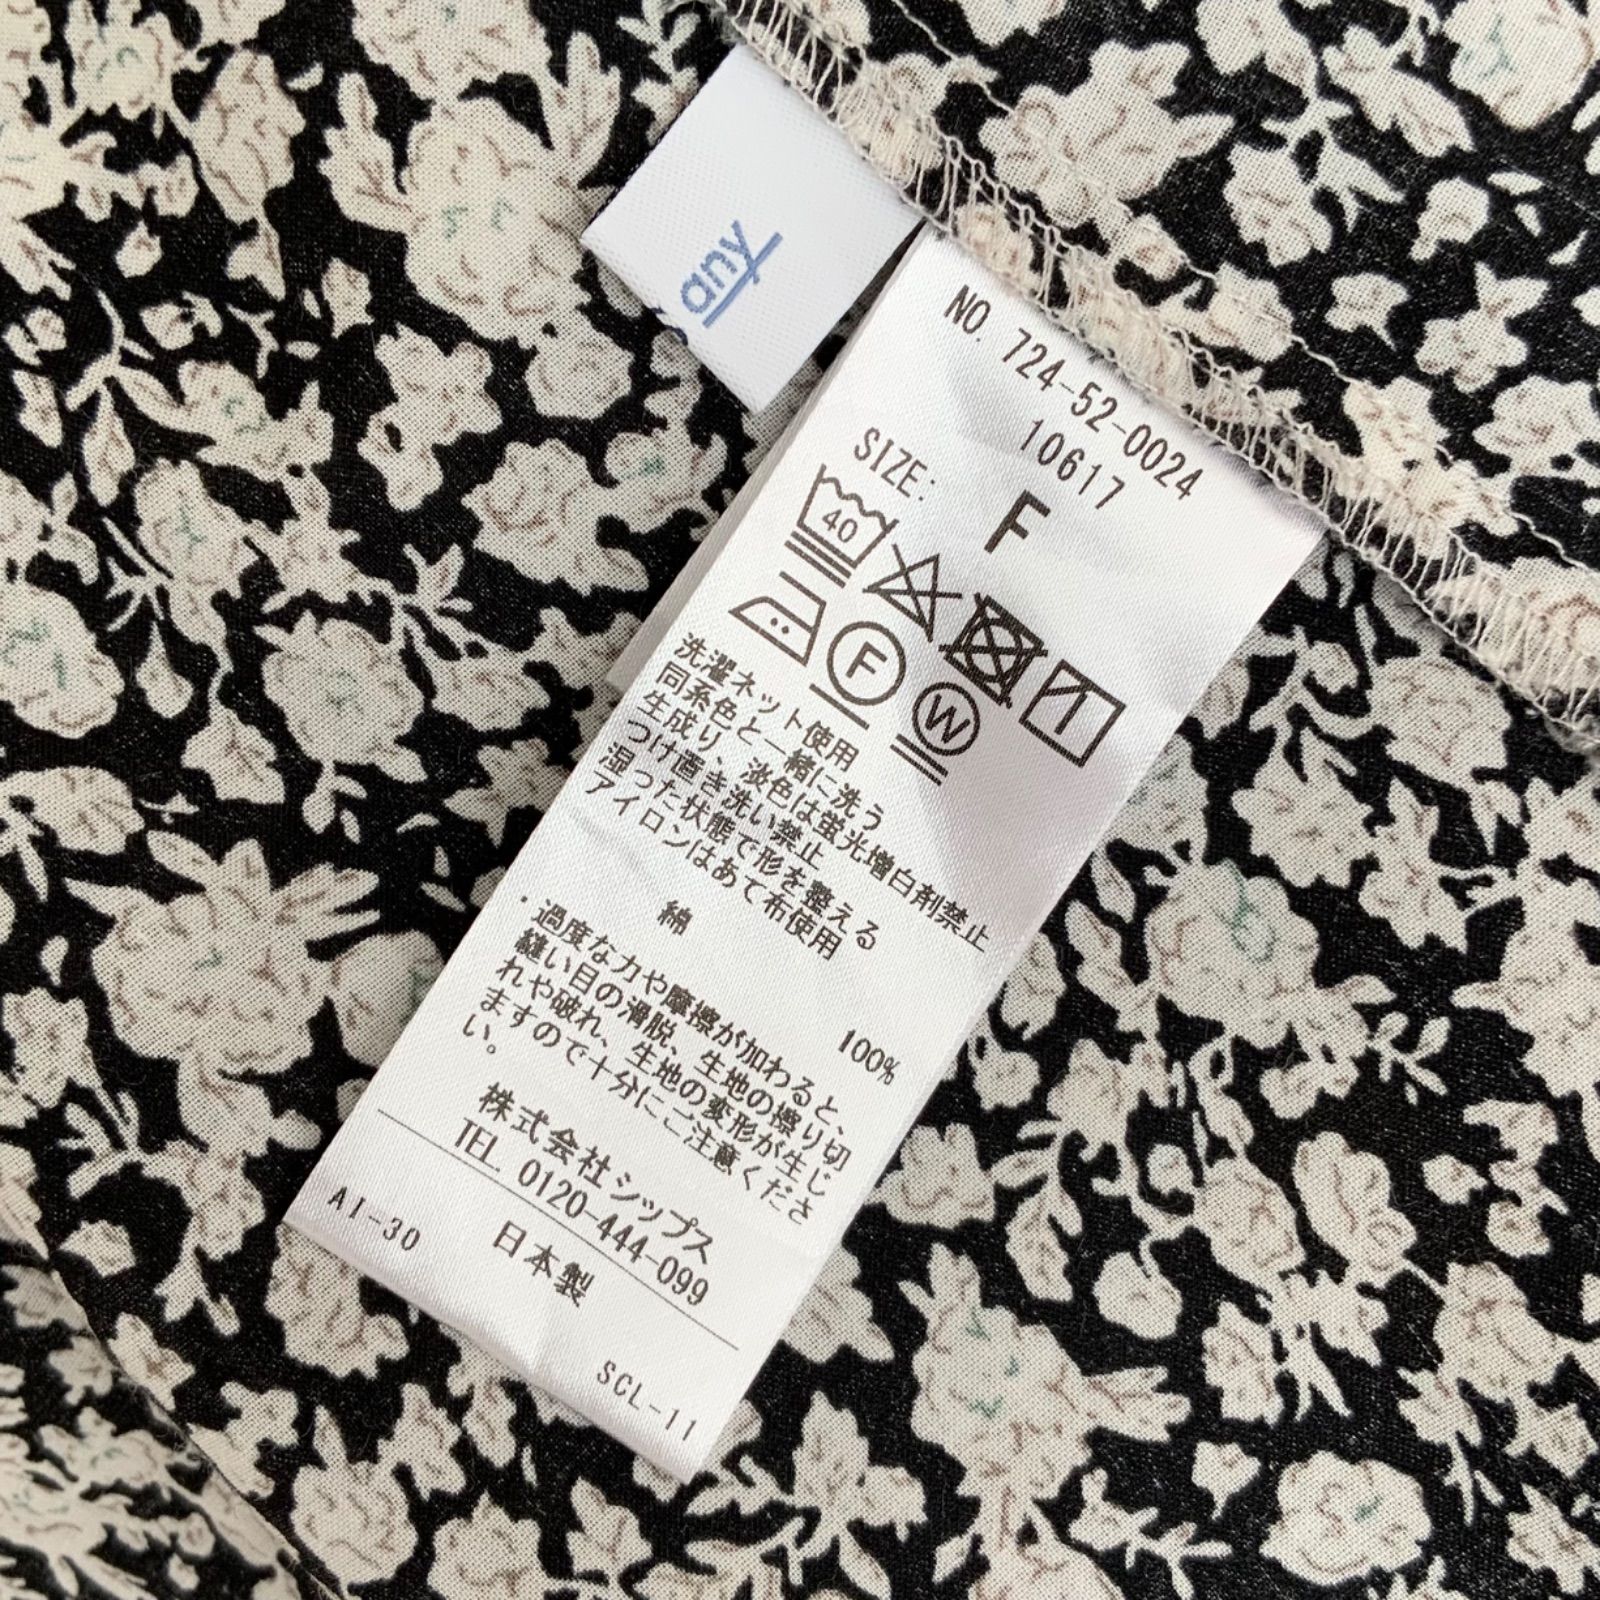 any
NO. 724-52-0024
10617
SIZE: F
40
F
W
洗濯ネット使用
同系色と一緒に洗う
生成り、淡色は蛍光増白剤禁止
つけ置き洗い禁止
湿った状態で形を整える
アイロンはあて布使用
綿 100%
・過度な力や摩擦が加わると、
縫い目の滑脱、生地の擦り切
れや破れ、生地の変形が生じ
ますので十分にご注意くださ
い。
株式会社シップス
TEL. 0120-444-099
AI-30 日本製 SCL-11